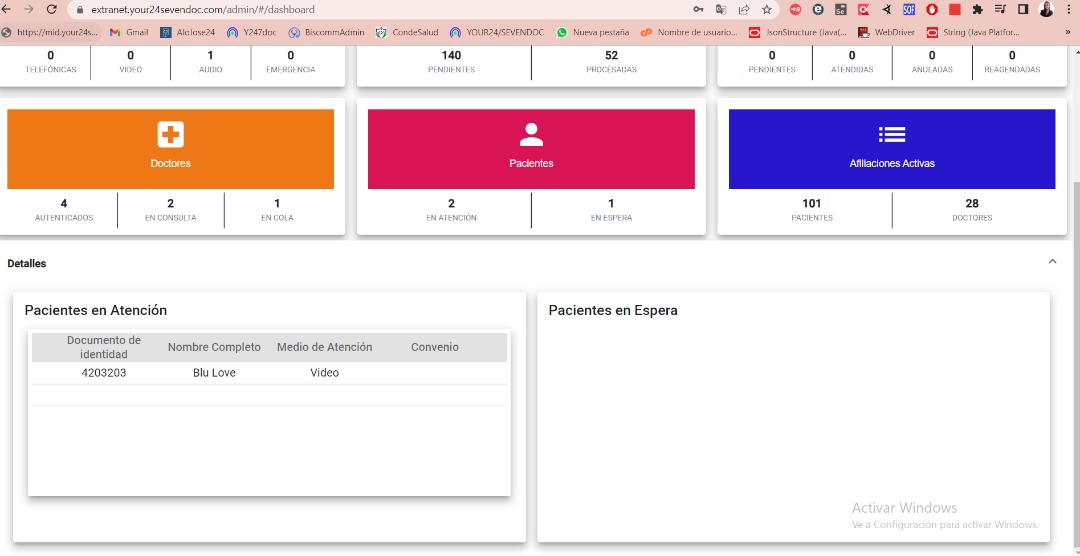 extranet.your24sevendoc.com/admin/#/dashboard
https://mid.your24s... Gmail AloJose24 Y247doc BiscommAdmin CondeSalud YOUR24/SEVENDOC Nueva pestaña Nombre de usuario... JsonStructure (Java(... WebDriver String (Java Platfor... »
0 0 1 0 140 52 0 0 0 0
TELEFÓNICAS VIDEO AUDIO EMERGENCIA PENDIENTES PROCESADAS PENDIENTES ATENDIDAS ANULADAS REAGENDADAS
Doctores Pacientes Afiliaciones Activas
4 2 1 2 1 101 28
AUTENTICADOS EN CONSULTA EN COLA EN ATENCIÓN EN ESPERA PACIENTES DOCTORES
Detalles
Pacientes en Atención Pacientes en Espera
Documento de
identidad Nombre Completo Medio de Atención Convenio
4203203 Blu Love Video
Activar Windows
Ve a Configuración para activar Windows.